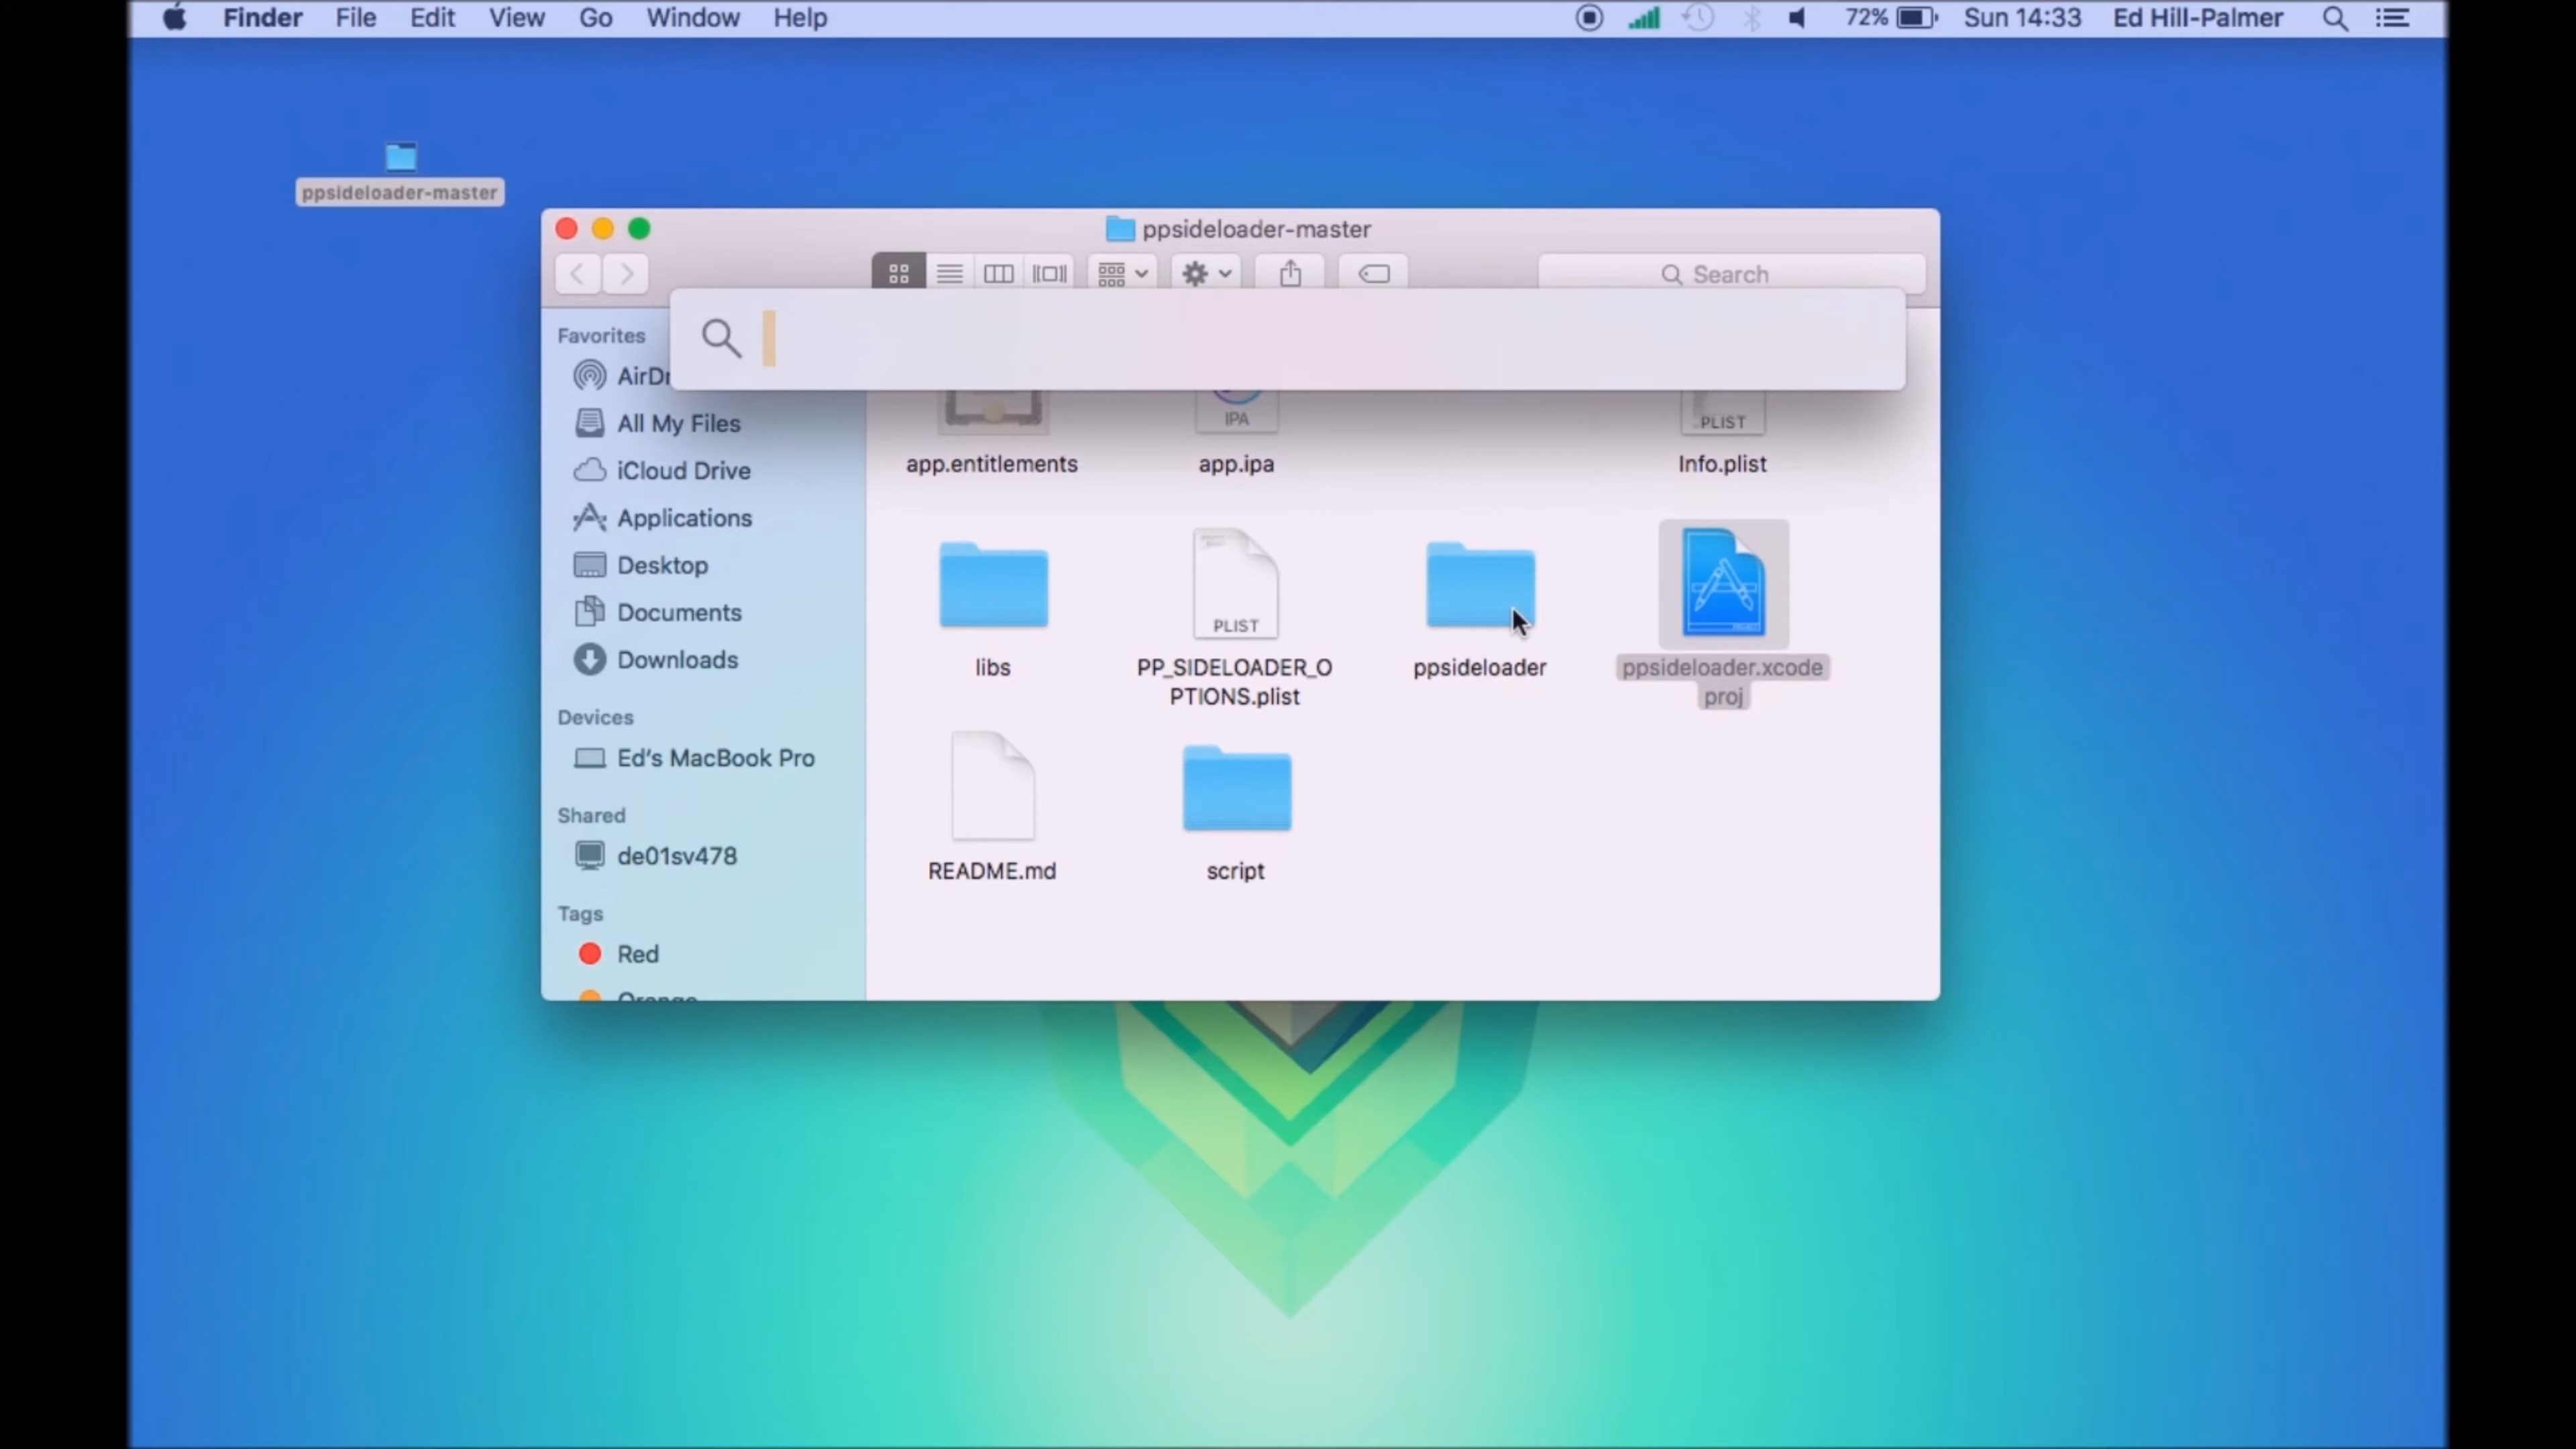 Finder File Edit View Go Window Help 72% Sun 14:33 Ed Hill-Palmer
ppsideloader-master
ppsideloader-master
Search
Favorites
AirDr
All My Files
iCloud Drive
Applications
Desktop
Documents
Downloads
Devices
Ed's MacBook Pro
Shared
de01sv478
Tags
Red
Orange
IPA
PLIST
app.entitlements
app.ipa
Info.plist
PLIST
libs
PP_SIDELOADER_O
PTIONS.plist
ppsideloader
ppsideloader.xcode
proj
README.md
script